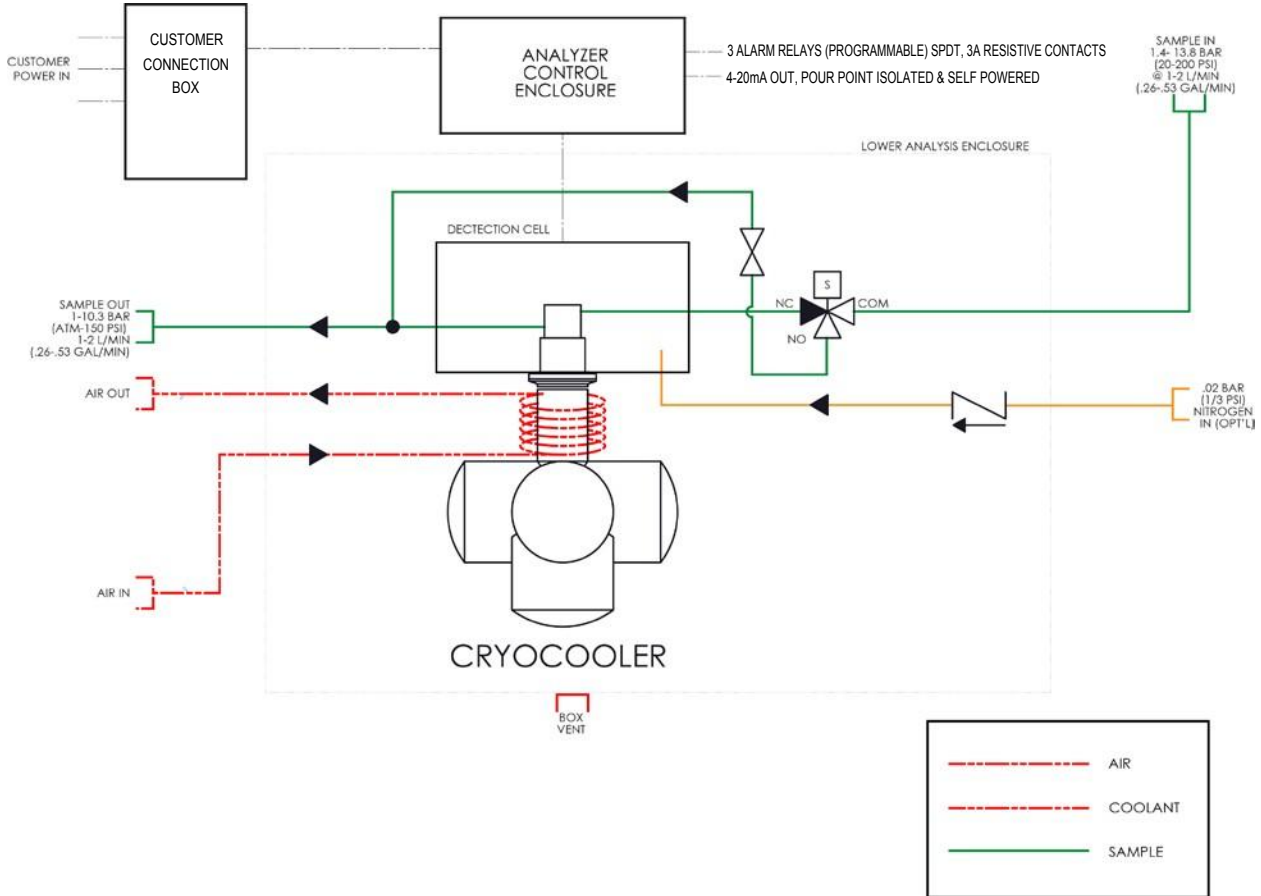 CUSTOMER
POWER IN
CUSTOMER
CONNECTION
BOX
ANALYZER
CONTROL
ENCLOSURE
3 ALARM RELAYS (PROGRAMMABLE) SPDT, 3A RESISTIVE CONTACTS
4-20mA OUT, POUR POINT ISOLATED & SELF POWERED
SAMPLE IN
1.4- 13.8 BAR
(20-200 PSI)
@ 1-2 L/MIN
(.26-.53 GAL/MIN)
LOWER ANALYSIS ENCLOSURE
DECTECTION CELL
S
NC
COM
NO
SAMPLE OUT
1-10.3 BAR
(ATM-150 PSI)
1-2 L/MIN
(.26-.53 GAL/MIN)
AIR OUT
.02 BAR
(1/3 PSI)
NITROGEN
IN (OPT'L)
AIR IN
CRYOCOOLER
BOX
VENT
AIR
COOLANT
SAMPLE